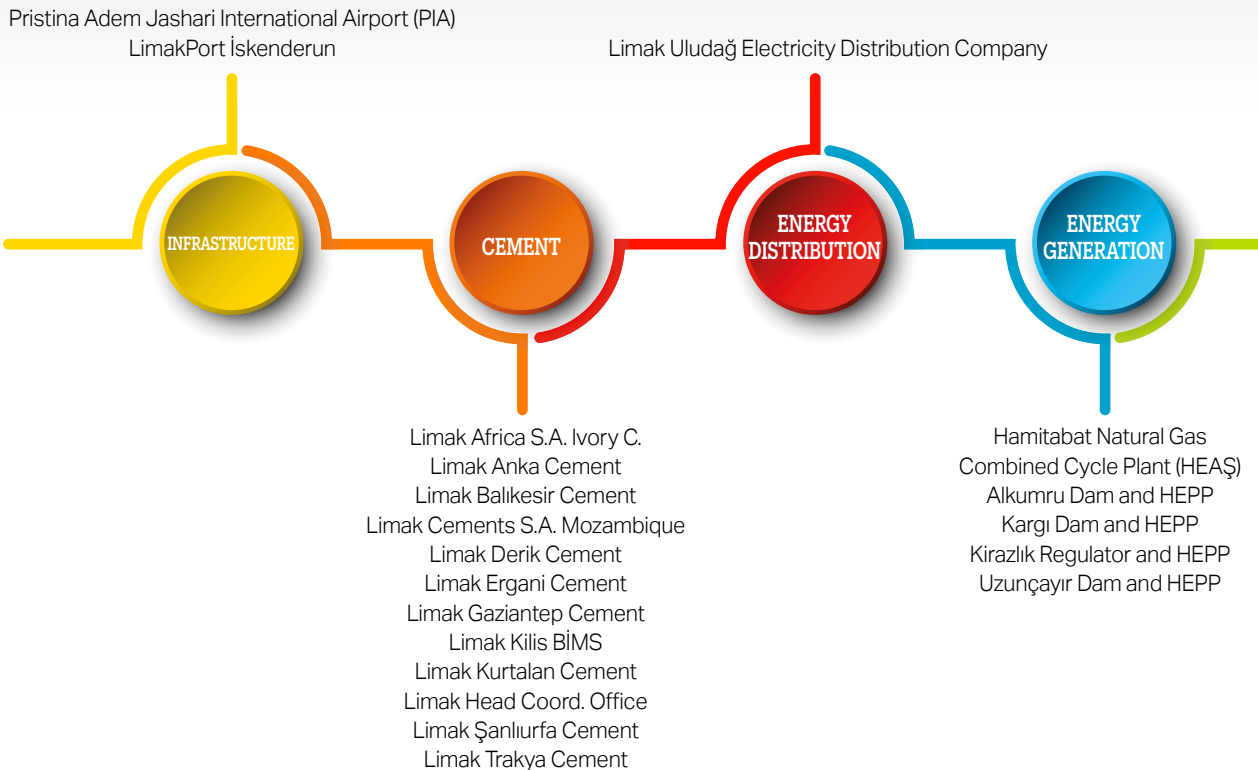 Pristina Adem Jashari International Airport (PIA)
LimakPort İskenderun
INFRASTRUCTURE
CEMENT
Limak Africa S.A. Ivory C.
Limak Anka Cement
Limak Balıkesir Cement
Limak Cements S.A. Mozambique
Limak Derik Cement
Limak Ergani Cement
Limak Gaziantep Cement
Limak Kilis BİMS
Limak Kurtalan Cement
Limak Head Coord. Office
Limak Şanlıurfa Cement
Limak Trakya Cement
Limak Uludağ Electricity Distribution Company
ENERGY
DISTRIBUTION
ENERGY
GENERATION
Hamitabat Natural Gas
Combined Cycle Plant (HEAŞ)
Alkumru Dam and HEPP
Kargı Dam and HEPP
Kirazlık Regulator and HEPP
Uzunçayır Dam and HEPP